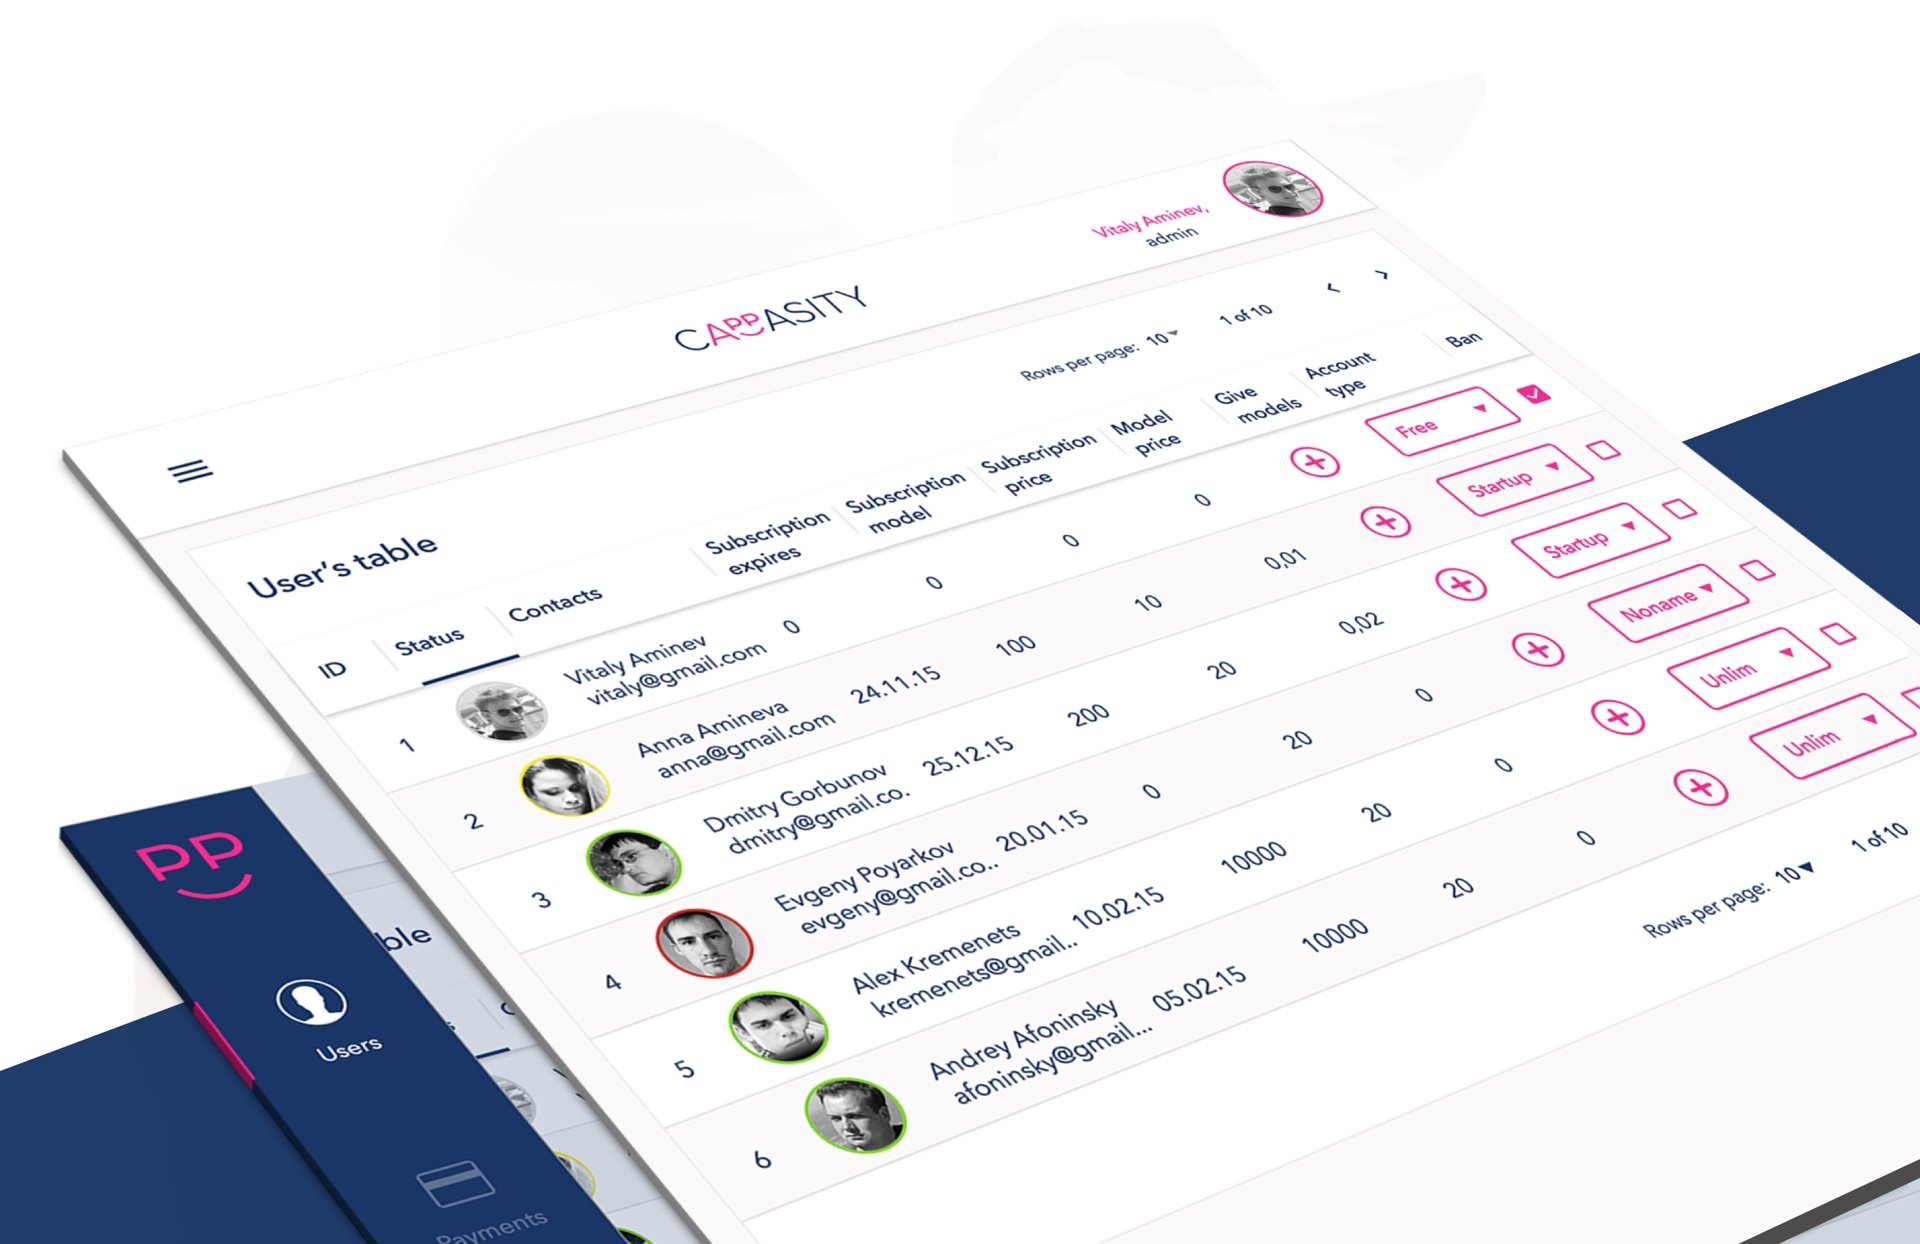 Vitaly Aminev,
admin
CAPPASITY
Rows per page: 10
1 of 10
User's table
ID
Status
Contacts
Subscription
expires
Subscription
model
Subscription
price
Model
price
Give
models
Account
type
Ban
1
Vitaly Aminev
vitaly@gmail.com
0
0
0
0
Free
2
Anna Amineva
anna@gmail.com
24.11.15
100
10
0,01
Startup
3
Dmitry Gorbunov
dmitry@gmail.co.
25.12.15
200
20
0,02
Startup
4
Evgeny Poyarkov
evgeny@gmail.co..
20.01.15
0
20
0
Noname
5
Alex Kremenets
kremenets@gmail..
10.02.15
10000
20
0
Unlim
6
Andrey Afoninsky
afoninsky@gmail...
05.02.15
10000
20
0
Unlim
Rows per page: 10
1 of 10
PP
ble
Users
Payments